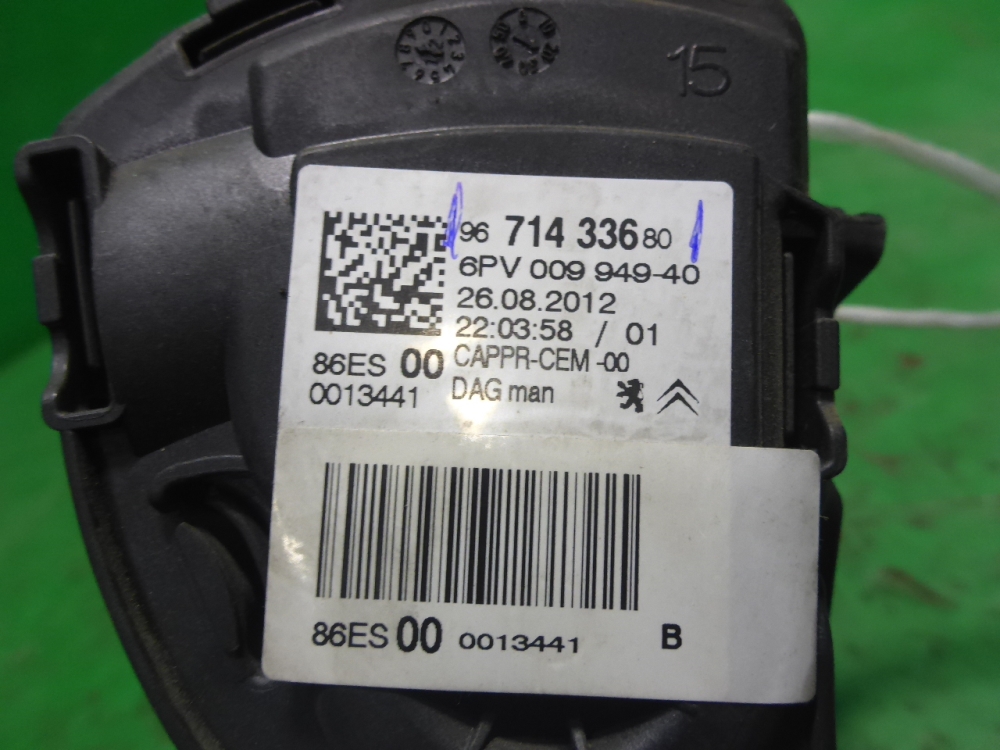 15
96 714 336 80
6PV 009 949-40
26.08.2012
22:03:58 / 01
86ES 00 CAPPR-CEM -00
0013441 DAG man
86ES 00 0013441 B